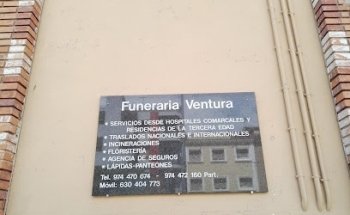 Funeraria Ventura
* SERVICIOS DESDE HOSPITALES COMARCALES Y
RESIDENCIAS DE LA TERCERA EDAD
* TRASLADOS NACIONALES E INTERNACIONALES
* INCINERACIONES
* FLORISTERÍA
* AGENCIA DE SEGUROS
* LÁPIDAS-PANTEONES
Tel. 974 470 674 - 974 472 160 Part.
Móvil: 630 404 773